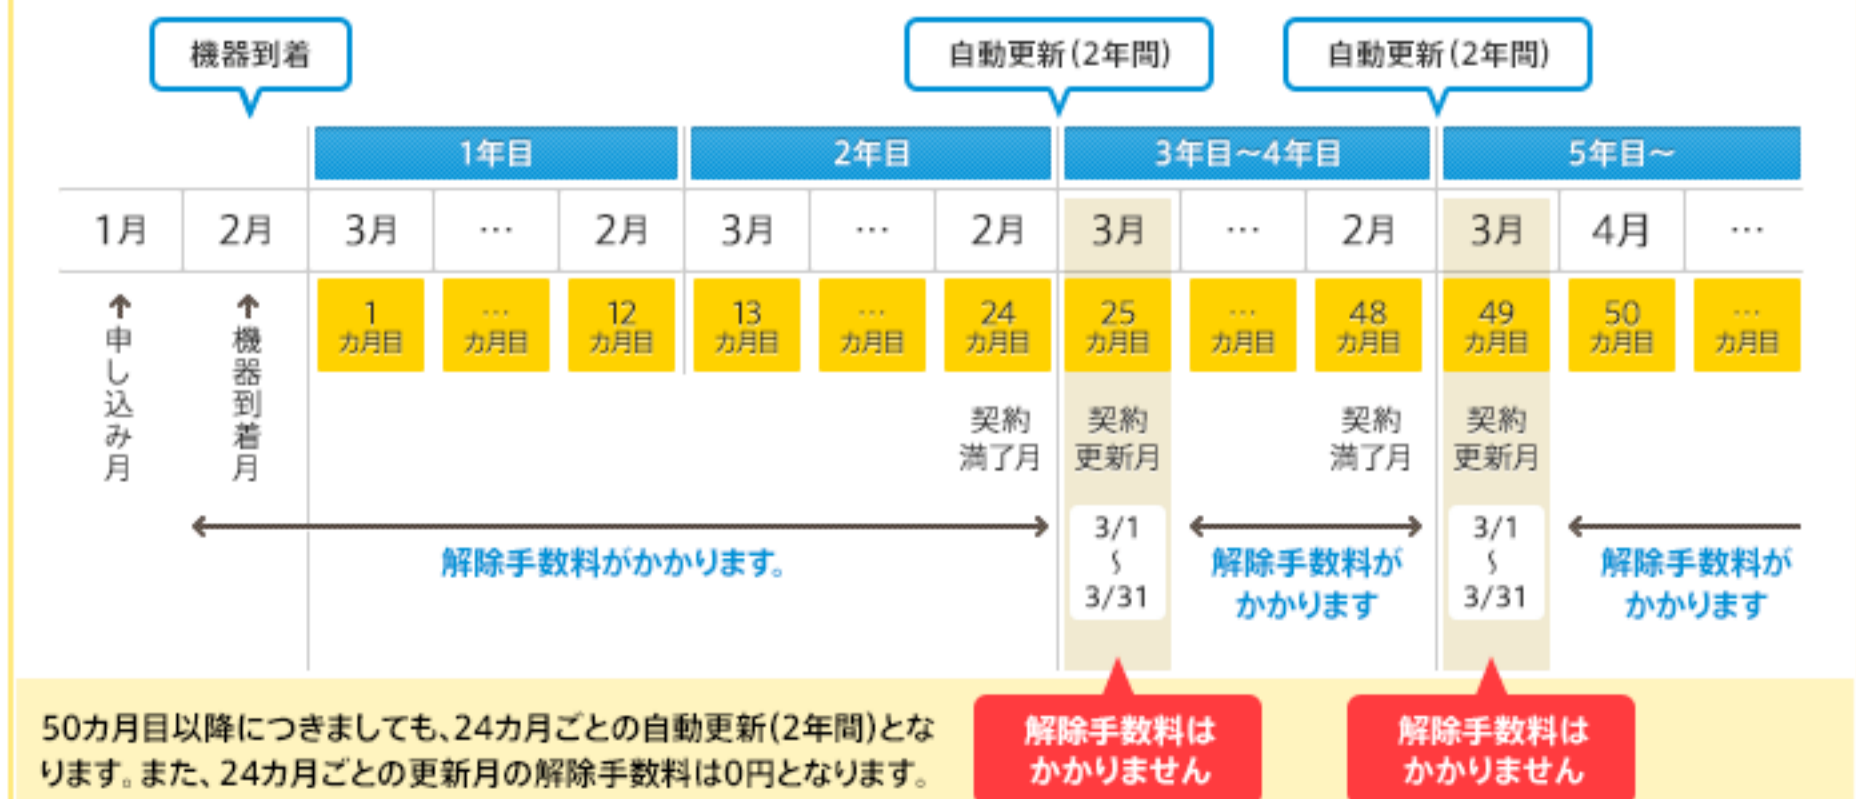 機器到着
自動更新(2年間)
自動更新(2年間)
1年目
2年目
3年目～4年目
5年目～
1月
2月
3月
…
2月
3月
…
2月
3月
…
2月
3月
4月
…
↑申し込み月
↑機器到着月
1
カ月目
…
カ月目
12
カ月目
13
カ月目
…
カ月目
24
カ月目
25
カ月目
…
カ月目
48
カ月目
49
カ月目
50
カ月目
…
カ月目
契約
満了月
契約
更新月
契約
満了月
契約
更新月
解除手数料がかかります。
3/1
～
3/31
解除手数料が
かかります
3/1
～
3/31
解除手数料が
かかります
50カ月目以降につきましても、24カ月ごとの自動更新(2年間)とな
ります。また、24カ月ごとの更新月の解除手数料は0円となります。
解除手数料は
かかりません
解除手数料は
かかりません